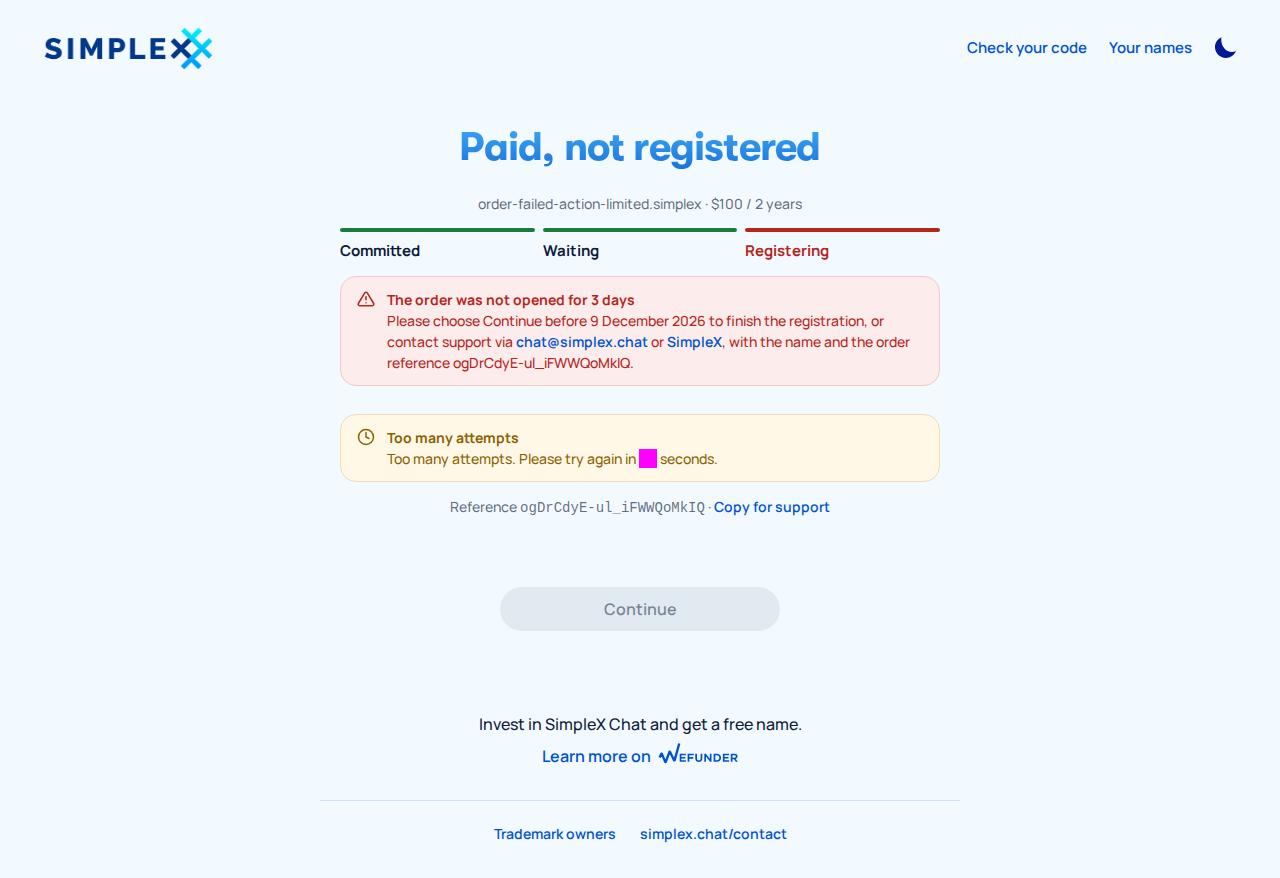 SIMPLEX
Check your code
Your names
Paid, not registered
order-failed-action-limited.simplex · $100 / 2 years
Committed
Waiting
Registering
The order was not opened for 3 days
Please choose Continue before 9 December 2026 to finish the registration, or
contact support via chat@simplex.chat or SimpleX, with the name and the order
reference ogDrCdyE-ul_iFWWQoMkIQ.
Too many attempts
Too many attempts. Please try again in seconds.
Reference ogDrCdyE-ul_iFWWQoMkIQ · Copy for support
Continue
Invest in SimpleX Chat and get a free name.
Learn more on WEFUNDER
Trademark owners
simplex.chat/contact